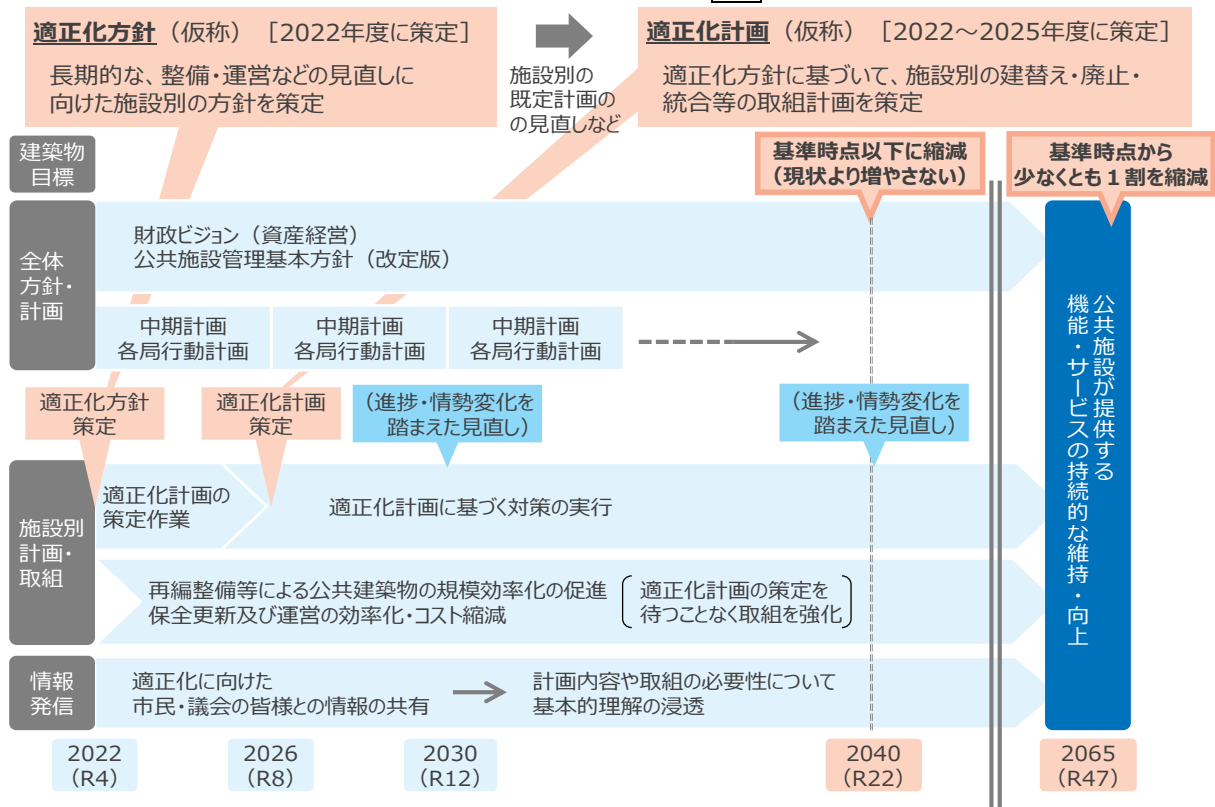 適正化方針（仮称） [2022年度に策定]
長期的な、整備・運営などの見直しに
向けた施設別の方針を策定
施設別の
既定計画の
の見直しなど
適正化計画（仮称） [2022～2025年度に策定]
適正化方針に基づいて、施設別の建替え・廃止・
統合等の取組計画を策定
建築物
目標
基準時点以下に縮減
（現状より増やさない）
基準時点から
少なくとも１割を縮減
全体
方針・
計画
財政ビジョン（資産経営）
公共施設管理基本方針（改定版）
中期計画
各局行動計画
中期計画
各局行動計画
中期計画
各局行動計画
適正化方針
策定
適正化計画
策定
（進捗・情勢変化を
踏まえた見直し）
（進捗・情勢変化を
踏まえた見直し）
施設別
計画・
取組
適正化計画の
策定作業
適正化計画に基づく対策の実行
再編整備等による公共建築物の規模効率化の促進
保全更新及び運営の効率化・コスト縮減
適正化計画の策定を
待つことなく取組を強化
公共施設が提供する
機能・サービスの持続的な維持・向上
情報
発信
適正化に向けた
市民・議会の皆様との情報の共有
計画内容や取組の必要性について
基本的理解の浸透
2022
（R4）
2026
（R8）
2030
（R12）
2040
（R22）
2065
（R47）